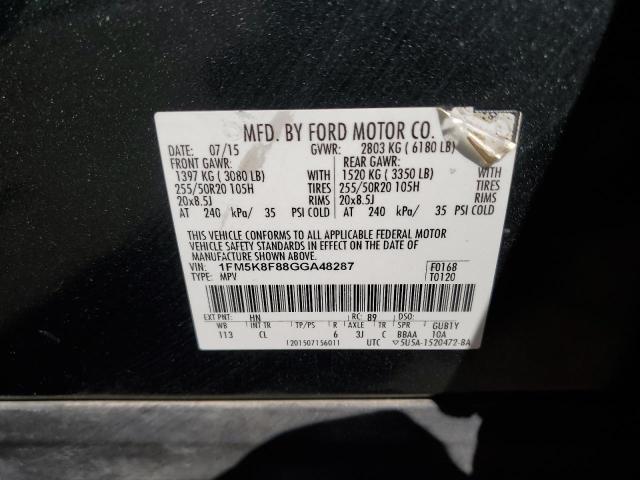 MFD. BY FORD MOTOR CO.
DATE: 07/15 GVWR: 2803 KG ( 6180 LB)
FRONT GAWR: REAR GAWR:
1397 KG ( 3080 LB) WITH 1520 KG ( 3350 LB) WITH
255/50R20 105H TIRES 255/50R20 105H TIRES
20x8.5J RIMS 20x8.5J RIMS
AT 240 kPa/ 35 PSI COLD AT 240 kPa/ 35 PSI COLD
THIS VEHICLE CONFORMS TO ALL APPLICABLE FEDERAL MOTOR
VEHICLE SAFETY STANDARDS IN EFFECT ON THE DATE OF
MANUFACTURE SHOWN ABOVE.
VIN: 1FM5K8F88GGA48287 F0168
TYPE: MPV T0120
EXT PNT: HN RC: 89 DSO:
WB INT TR TP/PS R AXLE TR SPR GUB1Y
113 CL 6 3J C BBAA 10A
1201507156011 UTC 5U5A-1520472-BA